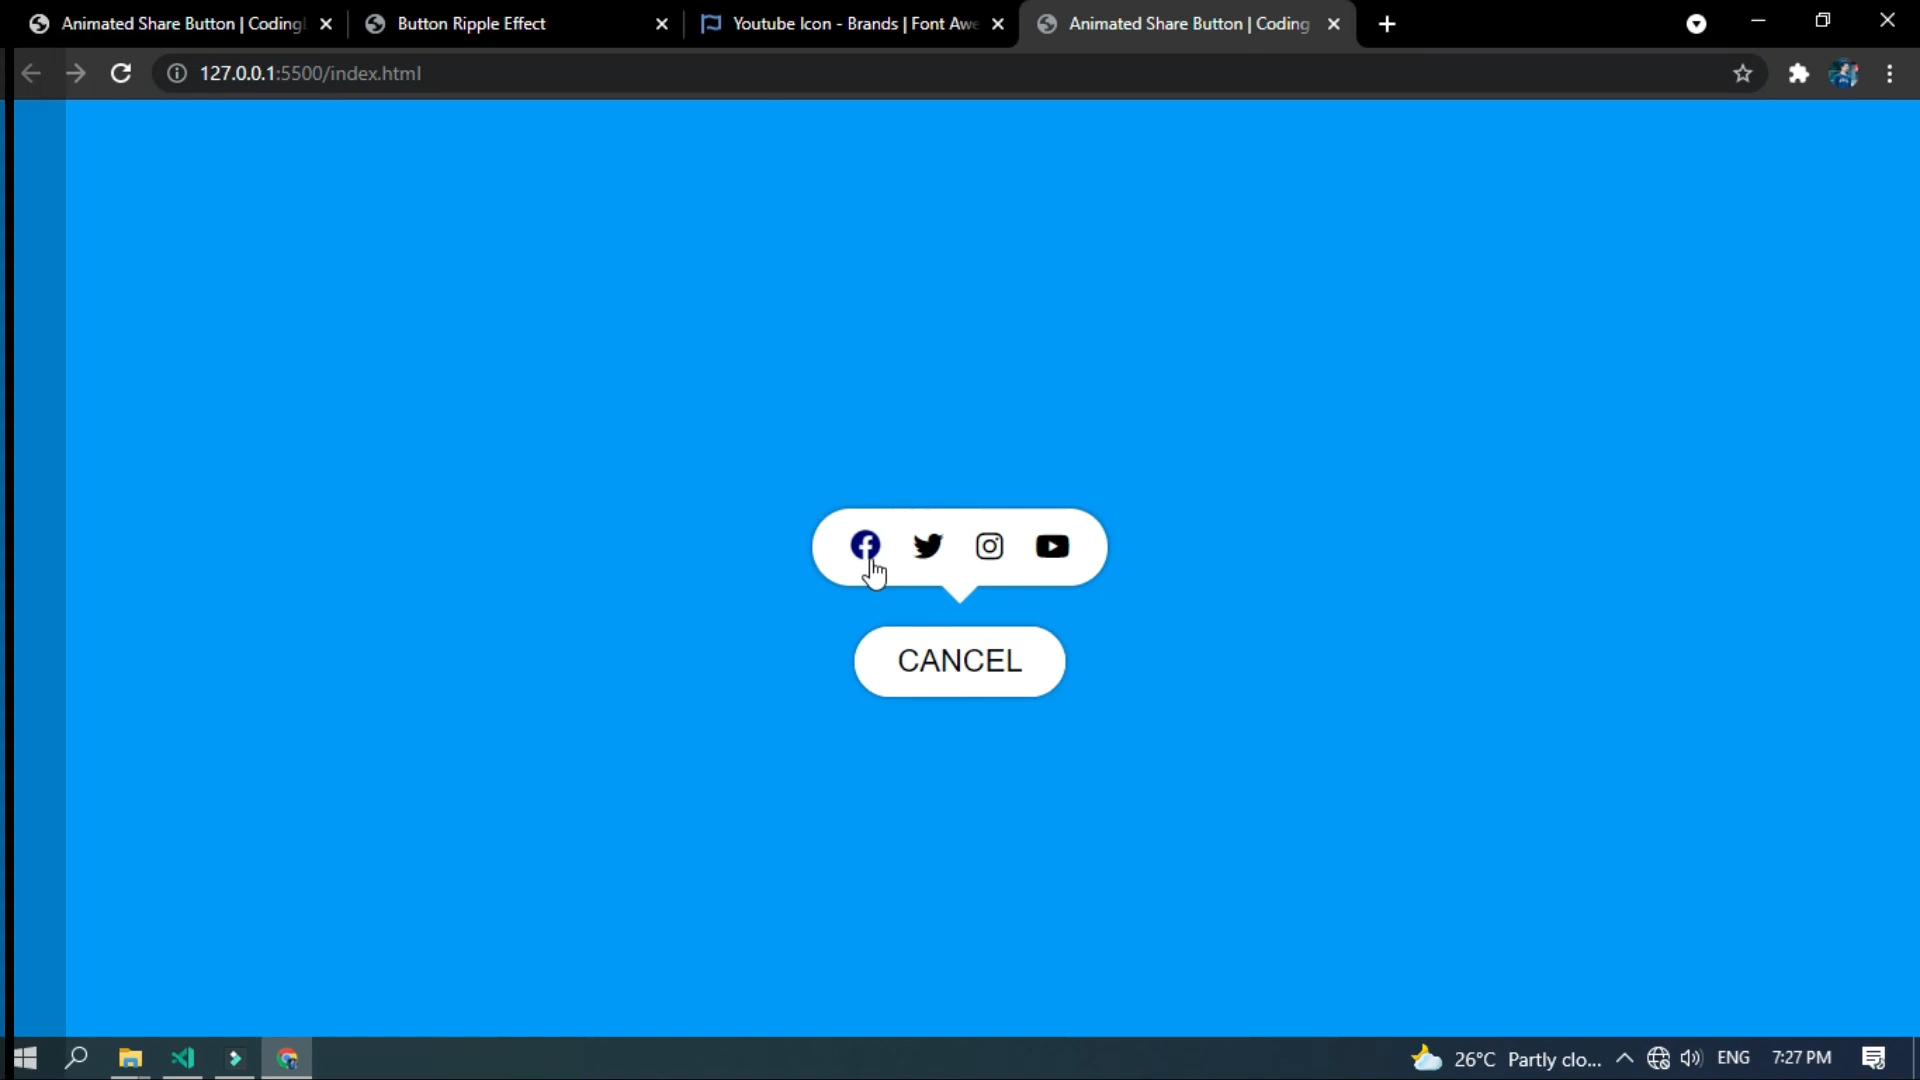 Animated Share Button | Coding
Button Ripple Effect
Youtube Icon - Brands | Font Awe
Animated Share Button | Coding
127.0.0.1:5500/index.html
CANCEL
26°C Partly clo...
ENG
7:27 PM